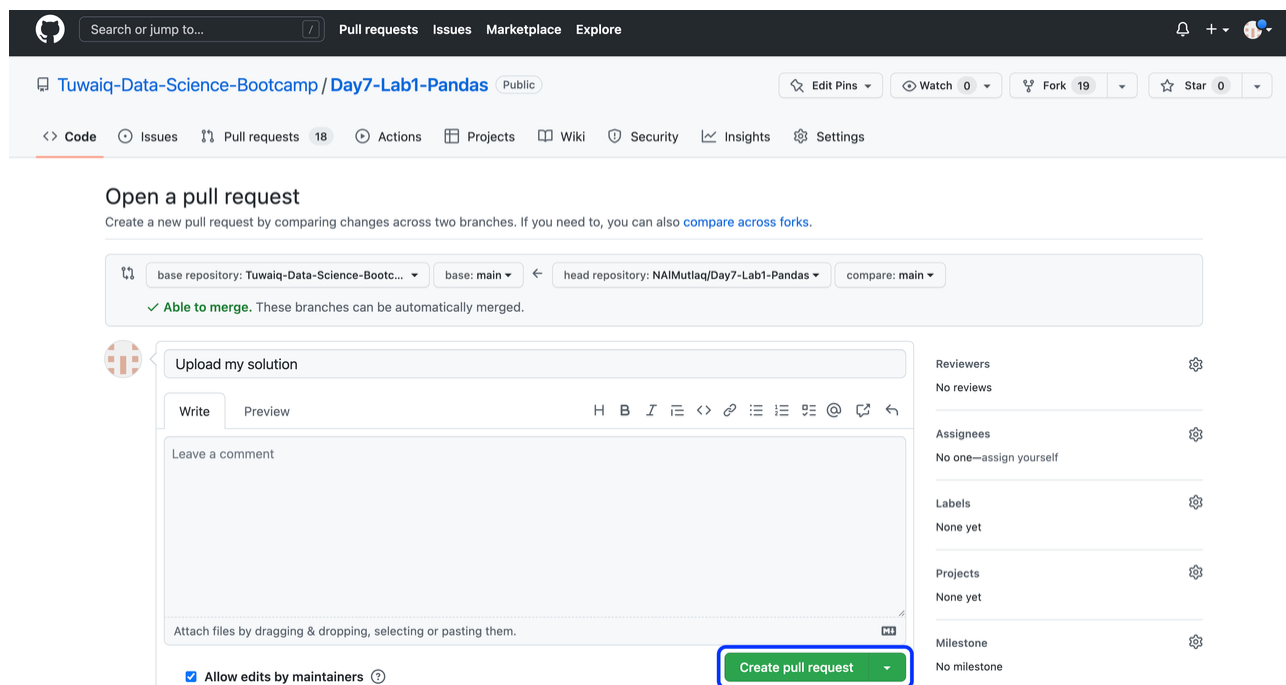 Search or jump to... / Pull requests Issues Marketplace Explore
Tuwaiq-Data-Science-Bootcamp / Day7-Lab1-Pandas Public Edit Pins Watch 0 Fork 19 Star 0
<> Code Issues Pull requests 18 Actions Projects Wiki Security Insights Settings
Open a pull request
Create a new pull request by comparing changes across two branches. If you need to, you can also compare across forks.
base repository: Tuwaiq-Data-Science-Bootc... base: main ← head repository: NAlMutlaq/Day7-Lab1-Pandas compare: main
✓ Able to merge. These branches can be automatically merged.
Upload my solution
Write Preview H B I <> @
Leave a comment
Attach files by dragging & dropping, selecting or pasting them.
Allow edits by maintainers ?
Create pull request
Reviewers
No reviews
Assignees
No one—assign yourself
Labels
None yet
Projects
None yet
Milestone
No milestone